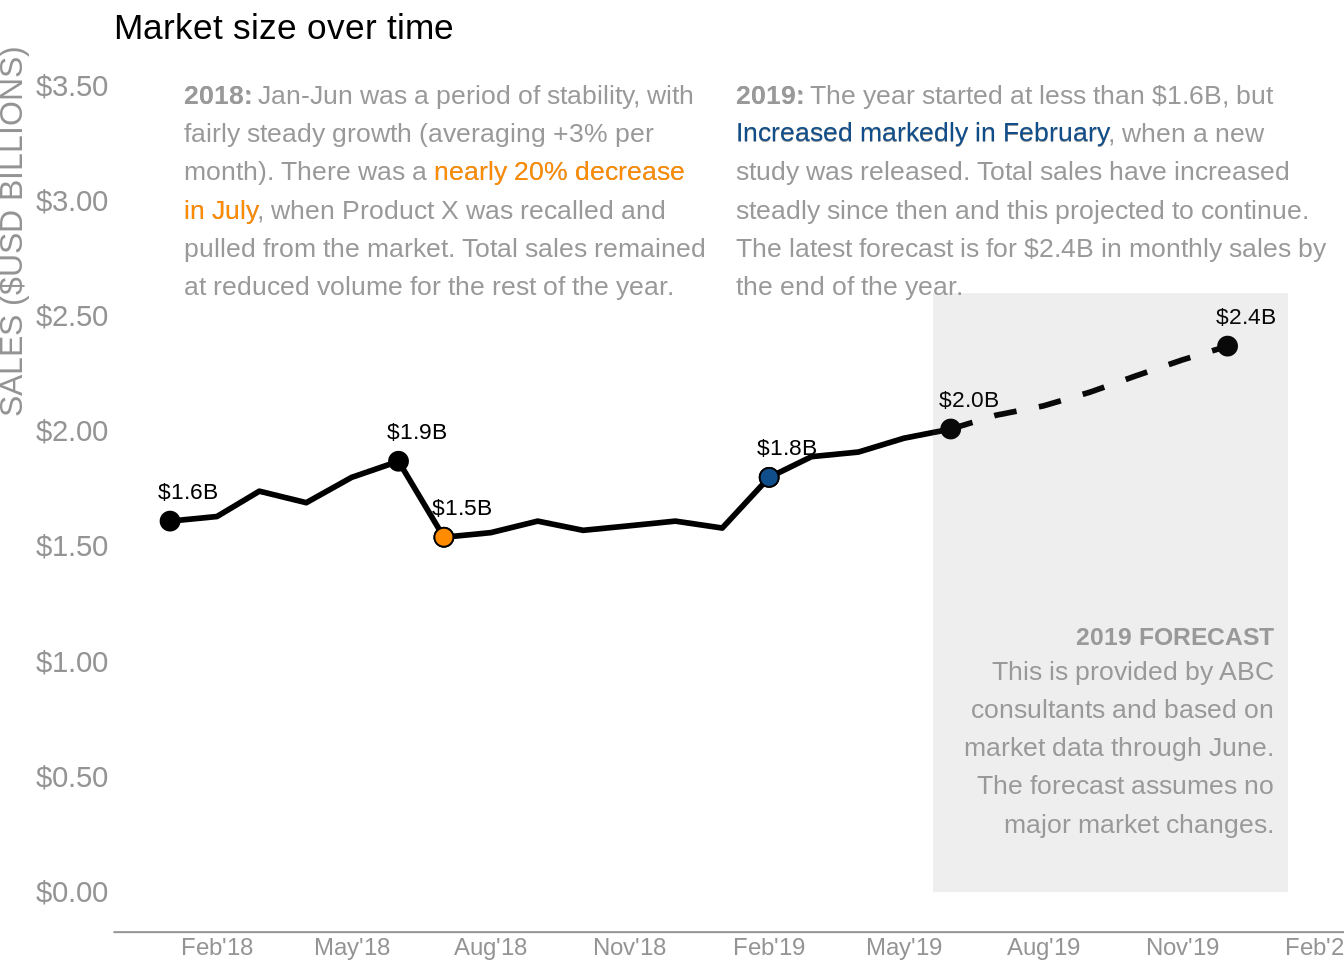 Market size over time
SALES ($USD BILLIONS)
$3.50
$3.00
$2.50
$2.00
$1.50
$1.00
$0.50
$0.00
2018: Jan-Jun was a period of stability, with
fairly steady growth (averaging +3% per
month). There was a nearly 20% decrease
in July, when Product X was recalled and
pulled from the market. Total sales remained
at reduced volume for the rest of the year.
2019: The year started at less than $1.6B, but
Increased markedly in February, when a new
study was released. Total sales have increased
steadly since then and this projected to continue.
The latest forecast is for $2.4B in monthly sales by
the end of the year.
$1.6B
$1.9B
$1.5B
$1.8B
$2.0B
$2.4B
2019 FORECAST
This is provided by ABC
consultants and based on
market data through June.
The forecast assumes no
major market changes.
Feb'18
May'18
Aug'18
Nov'18
Feb'19
May'19
Aug'19
Nov'19
Feb'2